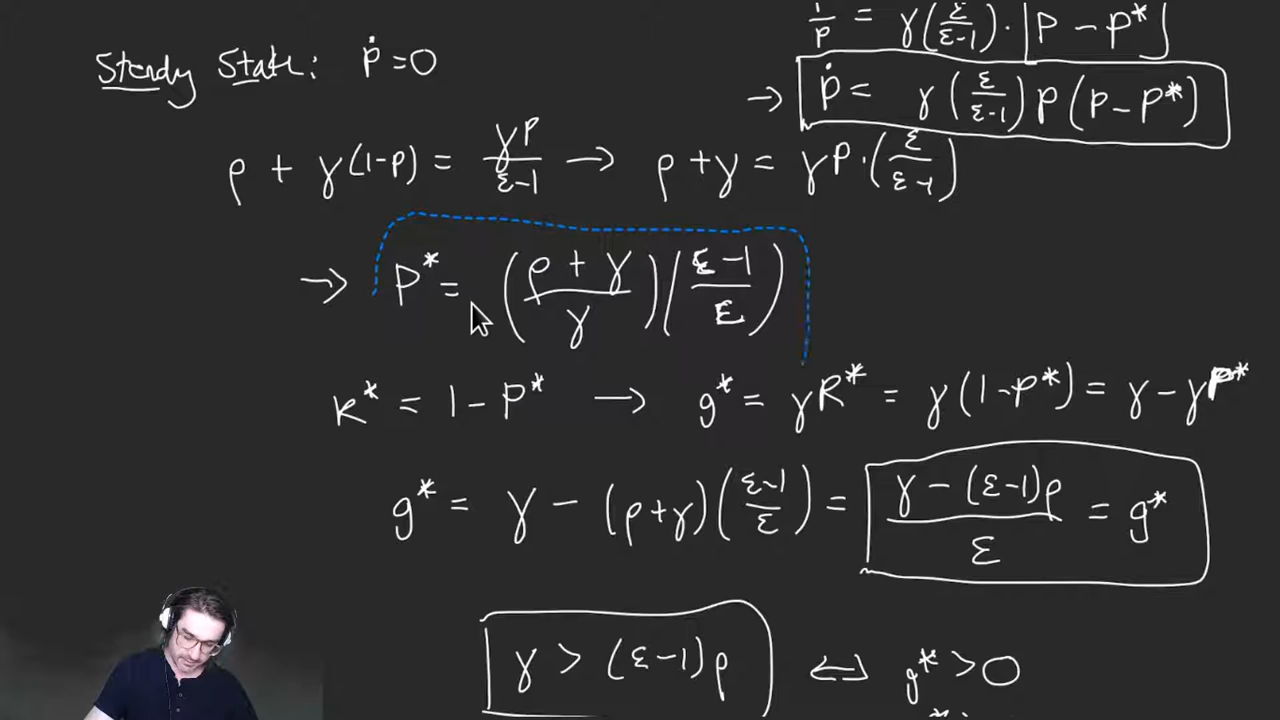 Ṗ/P = γ(ε/(ε-1))·[P - P*]
Steady State: Ṗ = 0
→ Ṗ = γ(ε/(ε-1))P(P - P*)
ρ + γ(1-P) = γP/(ε-1) → ρ + γ = γP·(ε/(ε-1))
→ P* = ((ρ + γ)/γ)((ε-1)/ε)
R* = 1 - P* → g* = γR* = γ(1-P*) = γ - γP*
g* = γ - (ρ+γ)((ε-1)/ε) = (γ - (ε-1)ρ)/ε = g*
γ > (ε-1)ρ ⇔ g* > 0